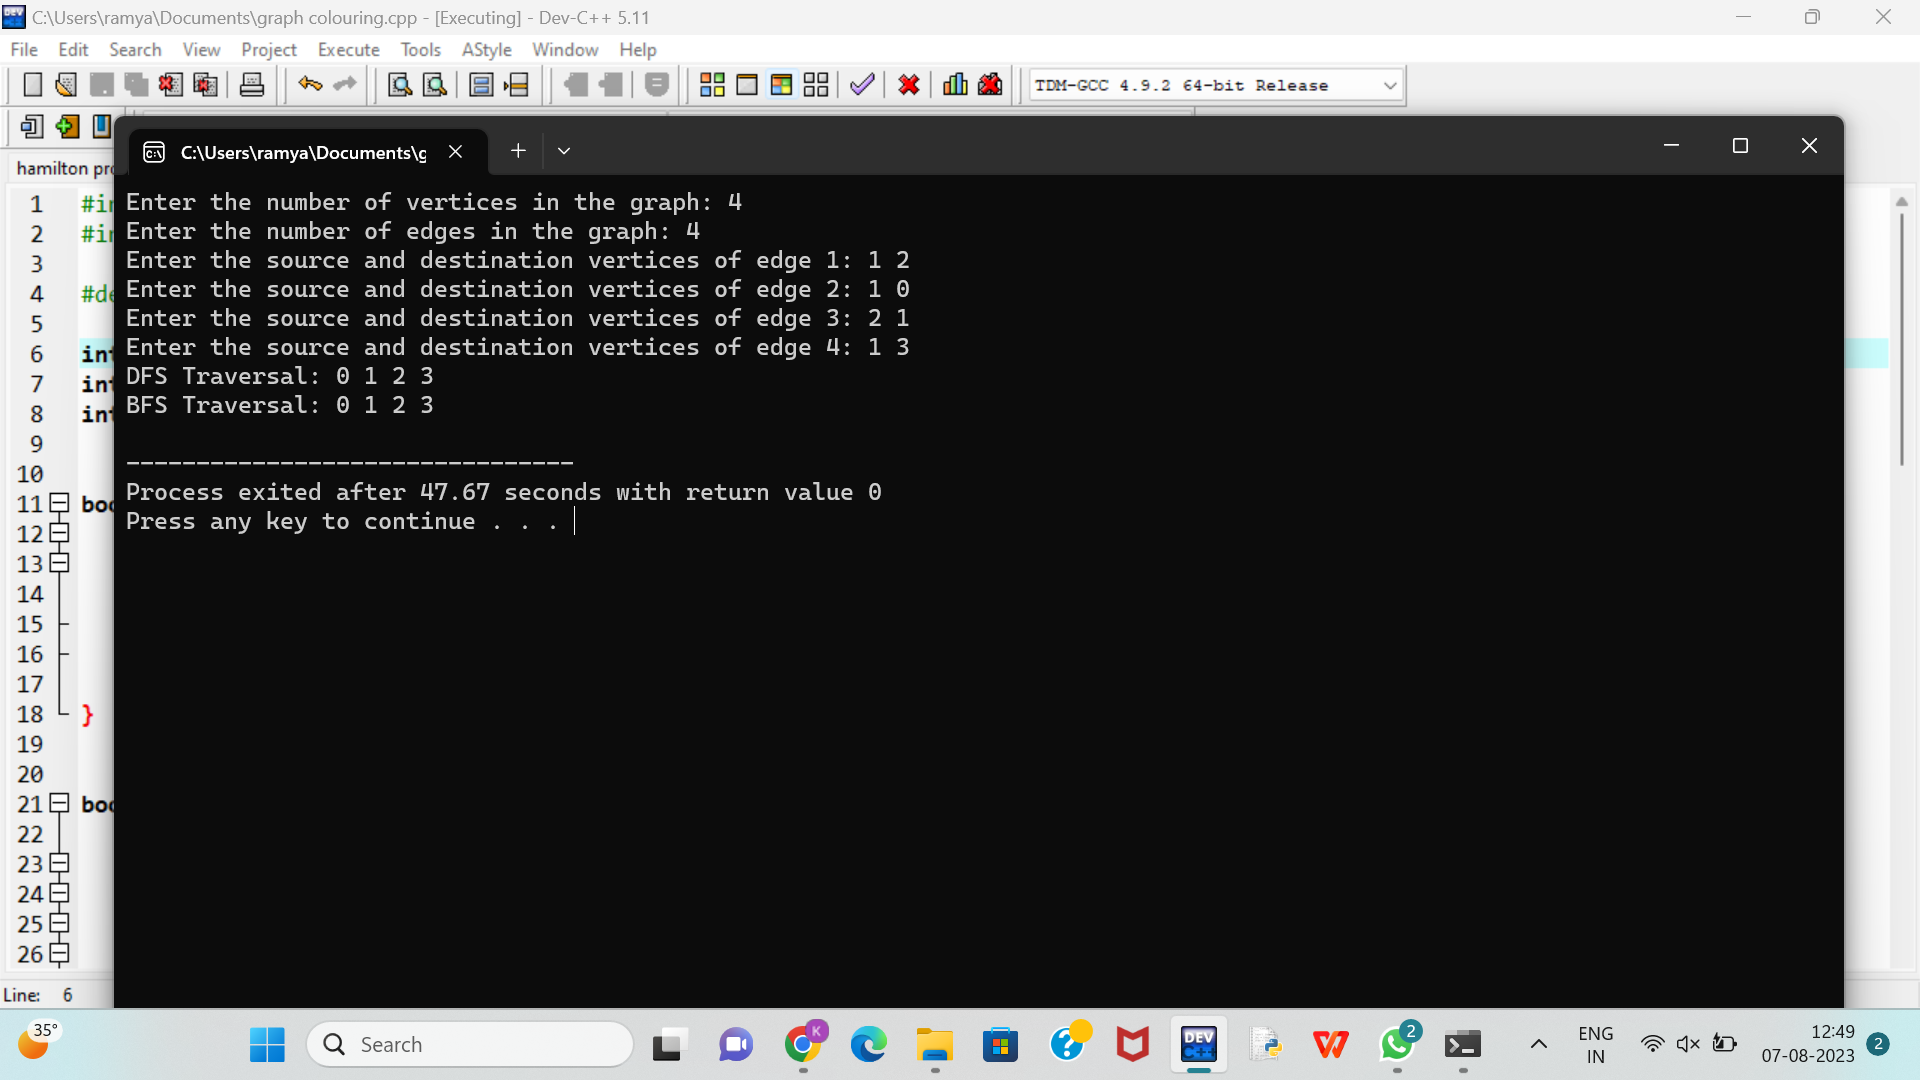 C:\Users\ramya\Documents\graph colouring.cpp - [Executing] - Dev-C++ 5.11
File Edit Search View Project Execute Tools AStyle Window Help
TDM-GCC 4.9.2 64-bit Release
C:\Users\ramya\Documents\g
hamilton pr
Enter the number of vertices in the graph: 4
Enter the number of edges in the graph: 4
Enter the source and destination vertices of edge 1: 1 2
Enter the source and destination vertices of edge 2: 1 0
Enter the source and destination vertices of edge 3: 2 1
Enter the source and destination vertices of edge 4: 1 3
DFS Traversal: 0 1 2 3
BFS Traversal: 0 1 2 3
--------------------------------
Process exited after 47.67 seconds with return value 0
Press any key to continue . . .
1 #in
2 #in
3
4 #de
5
6 int
7 int
8 int
9
10
11 boo
12
13
14
15
16
17
18 }
19
20
21 boo
22
23
24
25
26
Line: 6
35°
Search
K
DEV C++
2
ENG
IN
12:49
07-08-2023
2